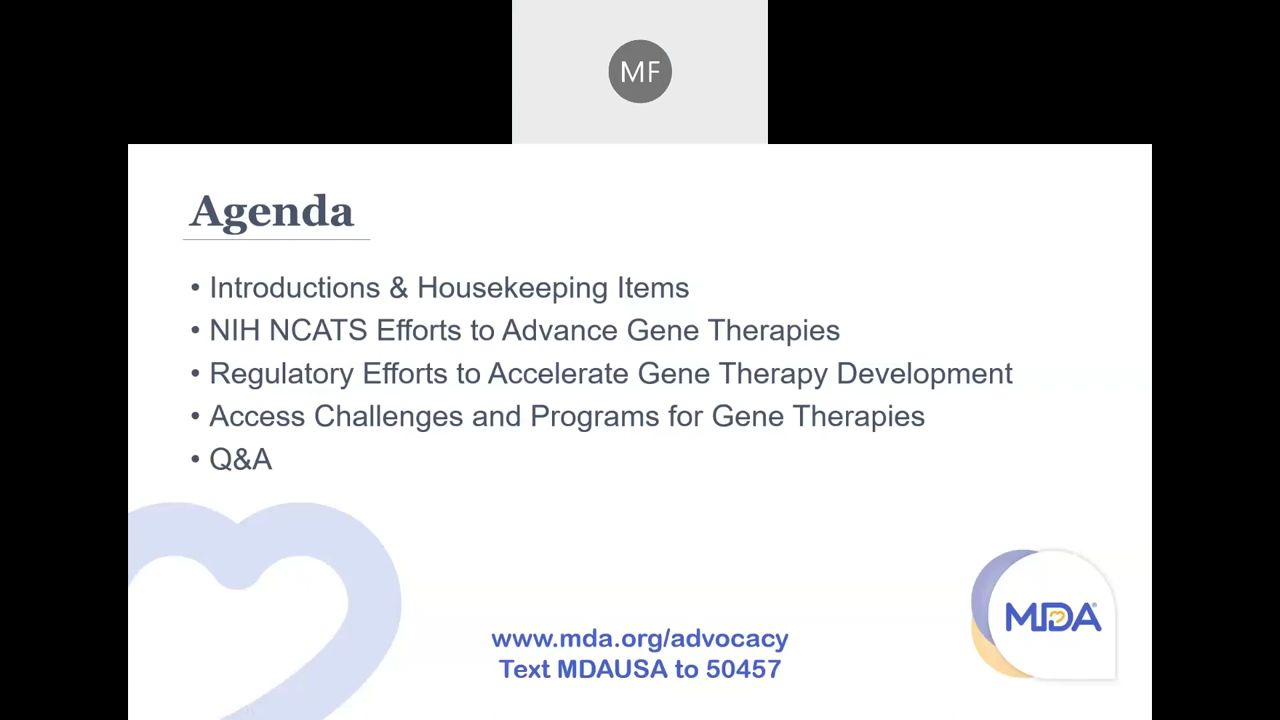 MF
Agenda
• Introductions & Housekeeping Items
• NIH NCATS Efforts to Advance Gene Therapies
• Regulatory Efforts to Accelerate Gene Therapy Development
• Access Challenges and Programs for Gene Therapies
• Q&A
MDA®
www.mda.org/advocacy
Text MDAUSA to 50457